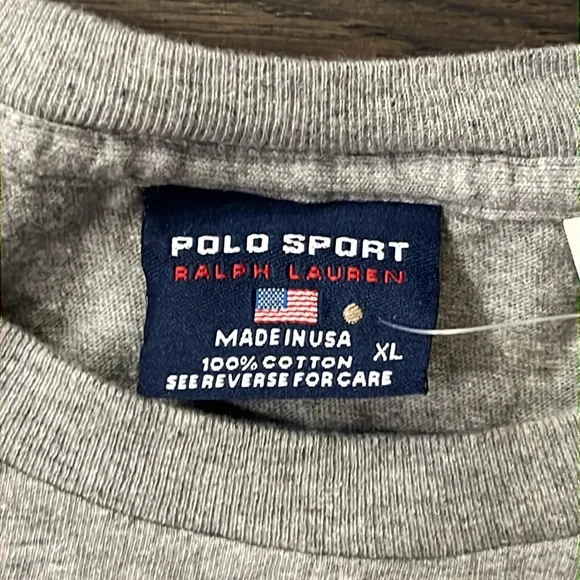 POLO SPORT
RALPH LAUREN
MADE IN USA
XL
100% COTTON
SEE REVERSE FOR CARE